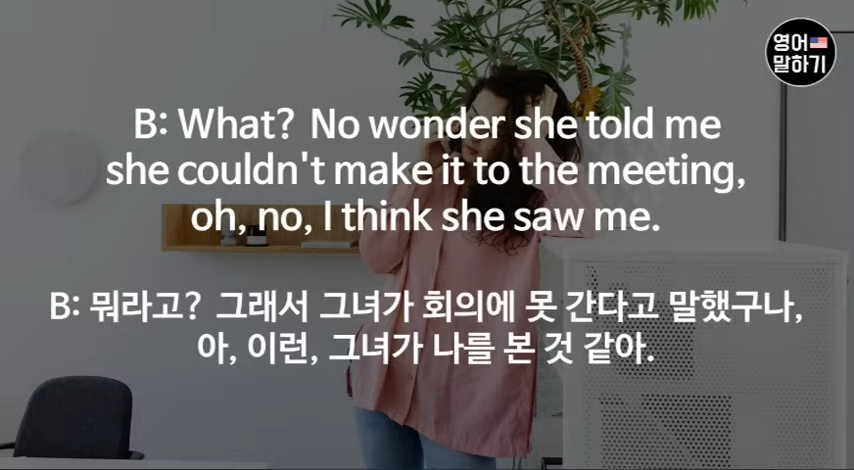 영어
말하기
B: What? No wonder she told me
she couldn't make it to the meeting,
oh, no, I think she saw me.
B: 뭐라고? 그래서 그녀가 회의에 못 간다고 말했구나,
아, 이런, 그녀가 나를 본 것 같아.